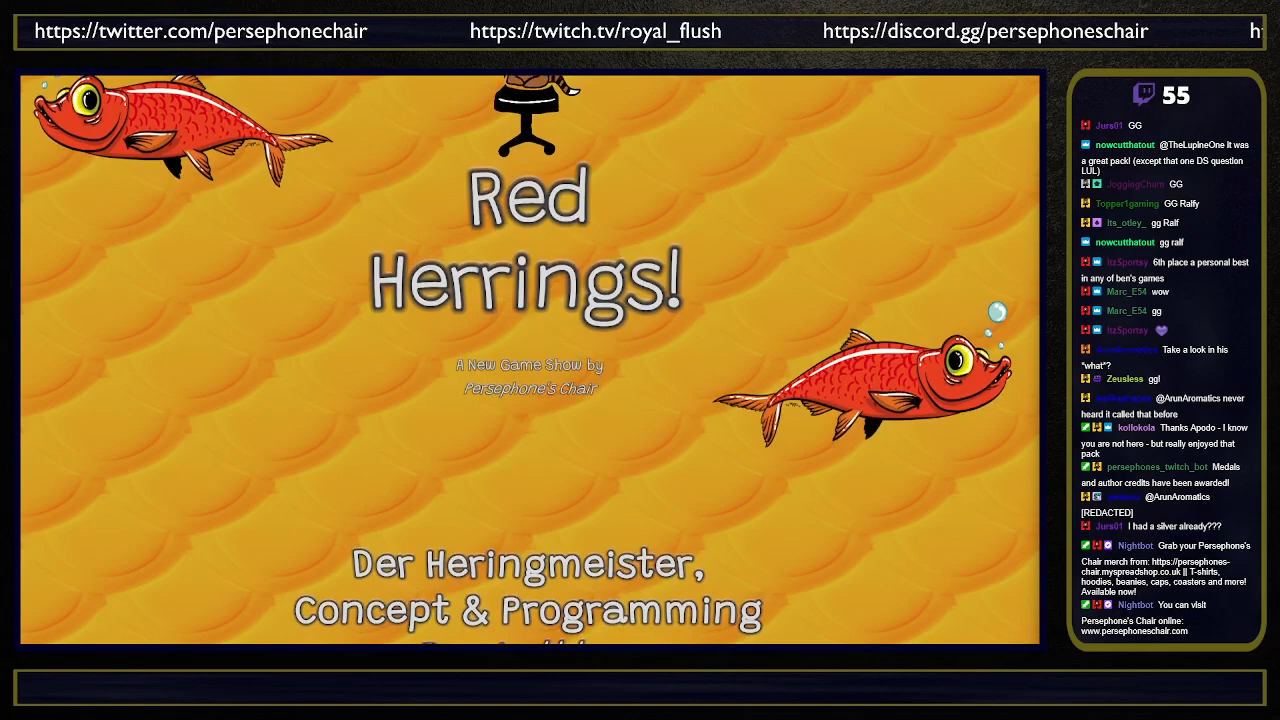 https://twitter.com/persephonechair https://twitch.tv/royal_flush https://discord.gg/persephoneschair
Red
Herrings!
A New Game Show by
Persephone's Chair
Der Heringmeister,
Concept & Programming
55
Jurs01 GG
nowcutthatout @TheLupineOne it was
a great pack! (except that one DS question
LUL)
JoggingChum GG
Topper1gaming GG Ralfy
Its_otley_ gg Ralf
nowcutthatout gg ralf
ItzSportsy 6th place a personal best
in any of ben's games
Marc_E54 wow
Marc_E54 gg
ItzSportsy
Take a look in his
*what*?
Zeusless gg!
@ArunAromatics never
heard it called that before
kollokola Thanks Apodo - I know
you are not here - but really enjoyed that
pack
persephones_twitch_bot Medals
and author credits have been awarded!
@ArunAromatics
[REDACTED]
Jurs01 I had a silver already???
Nightbot Grab your Persephone's
Chair merch from: https://persephones-
chair.myspreadshop.co.uk || T-shirts,
hoodies, beanies, caps, coasters and more!
Available now!
Nightbot You can visit
Persephone's Chair online:
www.persephoneschair.com